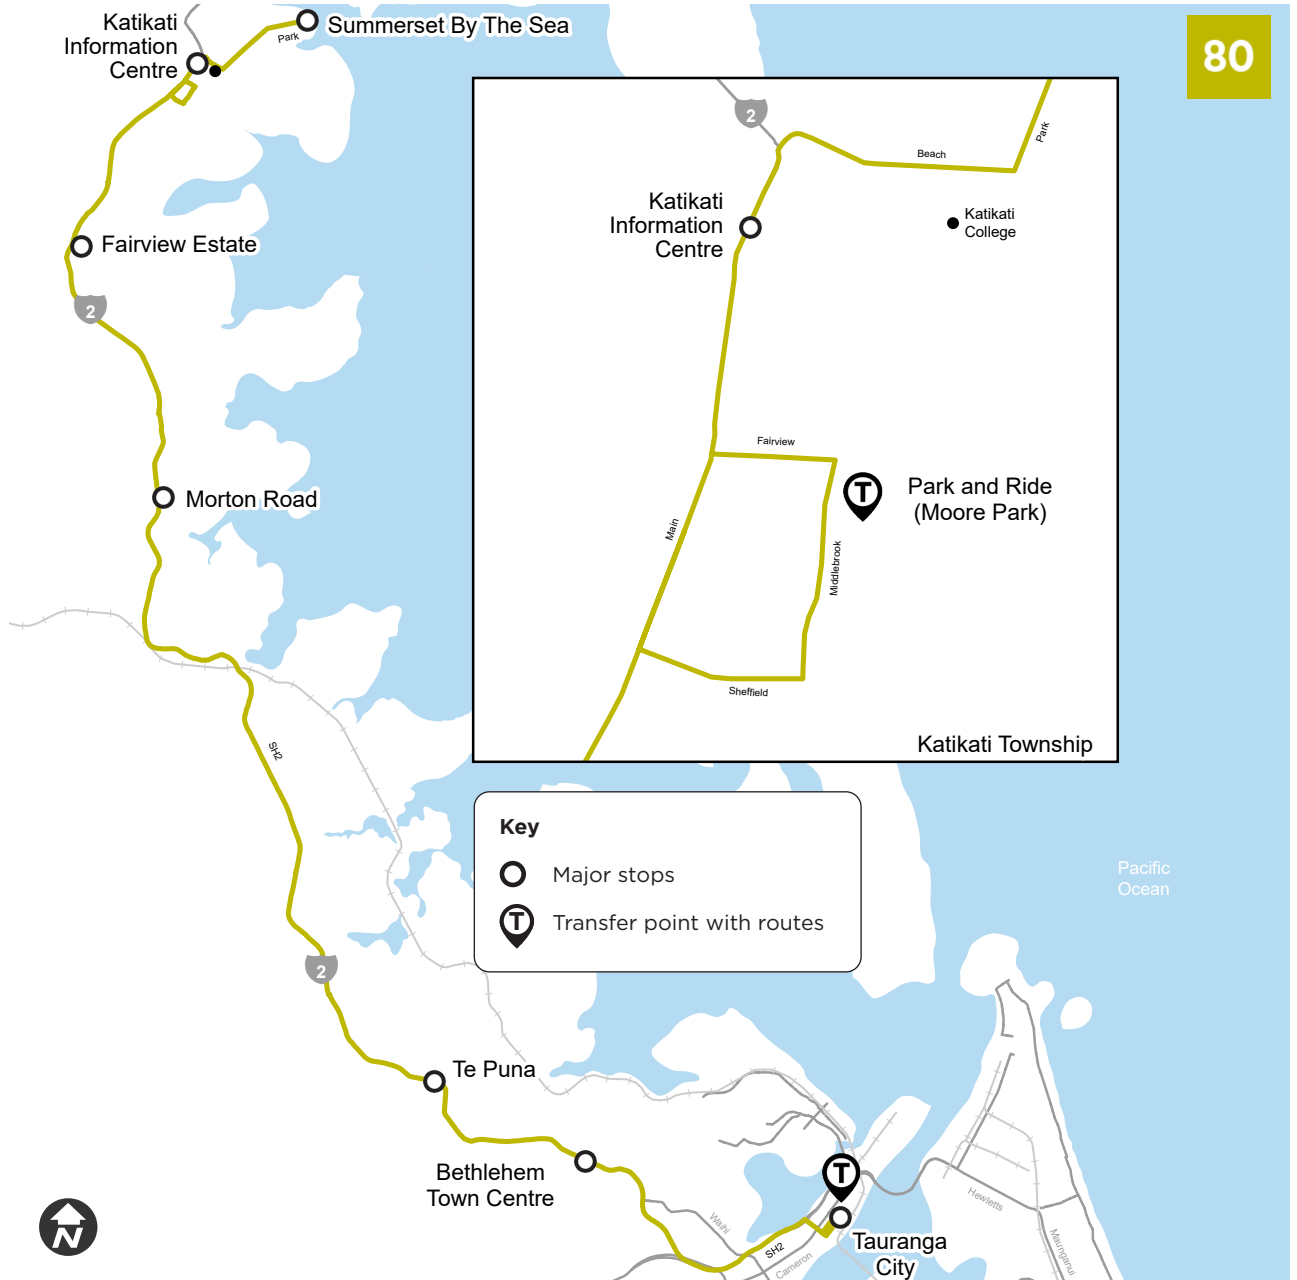 Katikati
Information
Centre
Park
Summerset By The Sea
80
2
Beach
Park
Katikati
Information
Centre
Katikati
College
Fairview Estate
2
Fairview
Park and Ride
(Moore Park)
T
Main
Middlebrook
Morton Road
Sheffield
Katikati Township
SH2
Key
Major stops
T
Transfer point with routes
Pacific
Ocean
2
Te Puna
Bethlehem
Town Centre
T
Waihi
Hewletts
Maunganui
SH2
Cameron
Tauranga
City
N